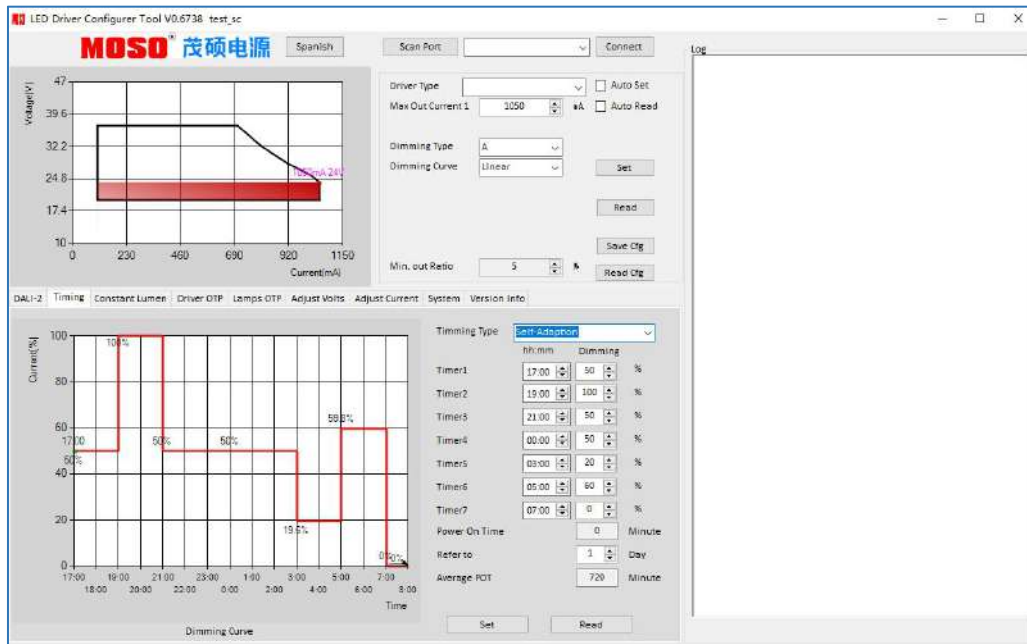 LED Driver Configurer Tool V0.6738 test_sc
MOSO® 茂硕电源
Spanish
Scan Port
Connect
Log
Voltage(V)
47
39.6
32.2
24.8
17.4
10
0 230 460 690 920 1150
Current(mA)
1050mA 24V
Driver Type
Auto Set
Max Out Current 1 1050 mA
Auto Read
Dimming Type A
Dimming Curve Linear
Set
Read
Save Cfg
Min. out Ratio 5 %
Read Cfg
DALI-2 Timing Constant Lumen Driver OTP Lamps OTP Adjust Volts Adjust Current System Version Info
Current(%)
100
80
60
40
20
0
100%
17:00
50%
50%
50%
19.6%
59.8%
0%
0%
17:00 19:00 21:00 23:00 1:00 3:00 5:00 7:00
18:00 20:00 22:00 0:00 2:00 4:00 6:00 8:00
Time
Dimming Curve
Timming Type Self-Adaption
hh:mm Dimming
Timer1 17:00 50 %
Timer2 19:00 100 %
Timer3 21:00 50 %
Timer4 00:00 50 %
Timer5 03:00 20 %
Timer6 05:00 60 %
Timer7 07:00 0 %
Power On Time 0 Minute
Refer to 1 Day
Average POT 720 Minute
Set
Read